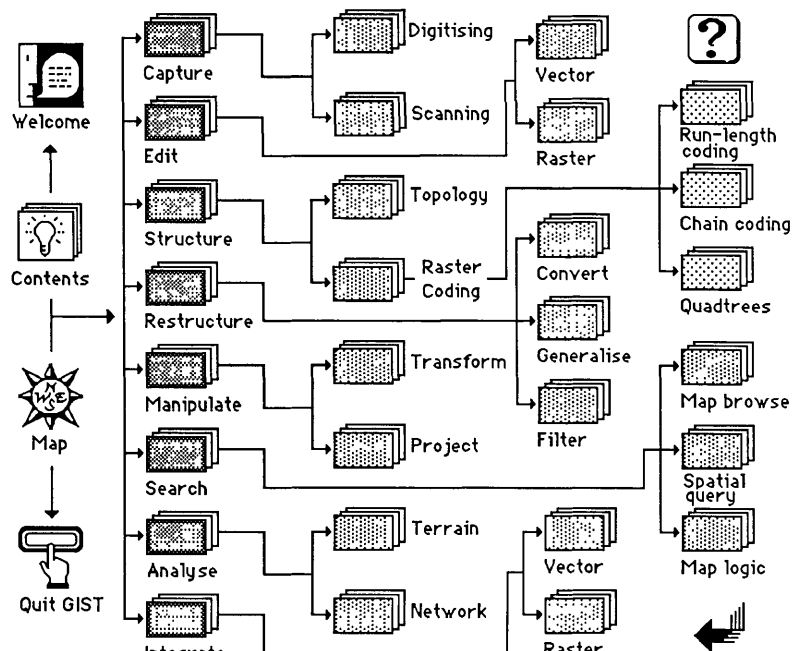 Welcome
Contents
N
W E
S
Map
Quit GIST
Capture
Edit
Structure
Restructure
Manipulate
Search
Analyse
Integrate
Digitising
Scanning
Topology
Raster
Coding
Transform
Project
Terrain
Network
Vector
Raster
Convert
Generalise
Filter
Vector
Raster
?
Run-length
coding
Chain coding
Quadtrees
Map browse
Spatial
query
Map logic